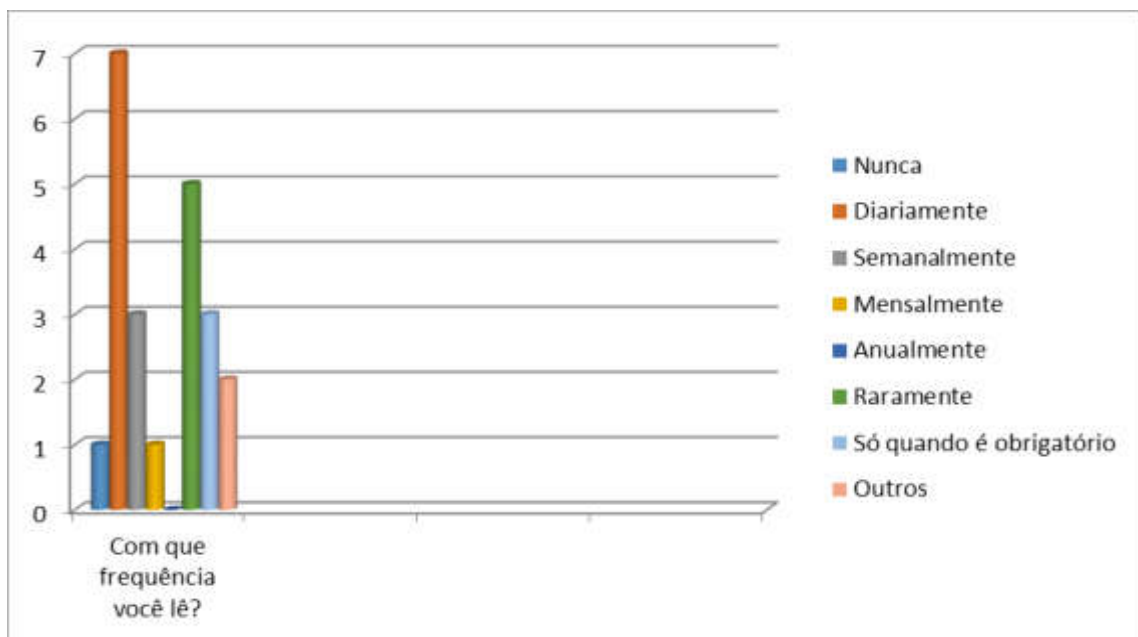 7
6
5
4
3
2
1
0
Com que
frequência
você lê?
Nunca
Diariamente
Semanalmente
Mensalmente
Anualmente
Raramente
Só quando é obrigatório
Outros